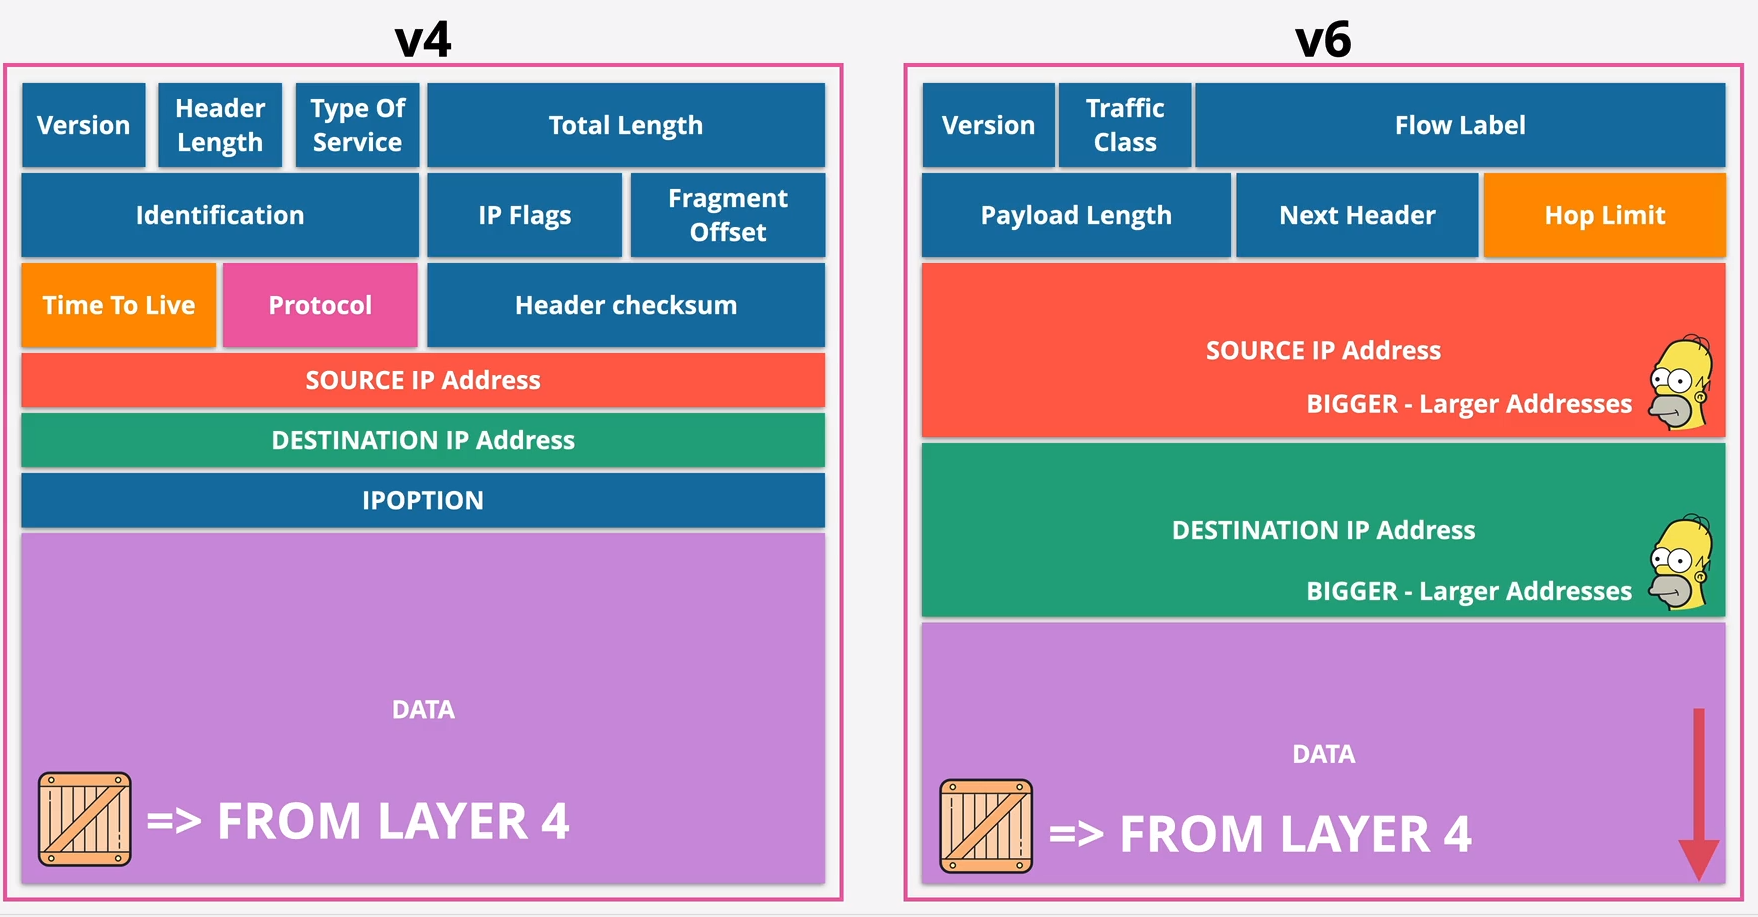 v4
Version
Header
Length
Type Of
Service
Total Length
Identification
IP Flags
Fragment
Offset
Time To Live
Protocol
Header checksum
SOURCE IP Address
DESTINATION IP Address
IPOPTION
DATA
=> FROM LAYER 4
v6
Version
Traffic
Class
Flow Label
Payload Length
Next Header
Hop Limit
SOURCE IP Address
BIGGER - Larger Addresses
DESTINATION IP Address
BIGGER - Larger Addresses
DATA
=> FROM LAYER 4